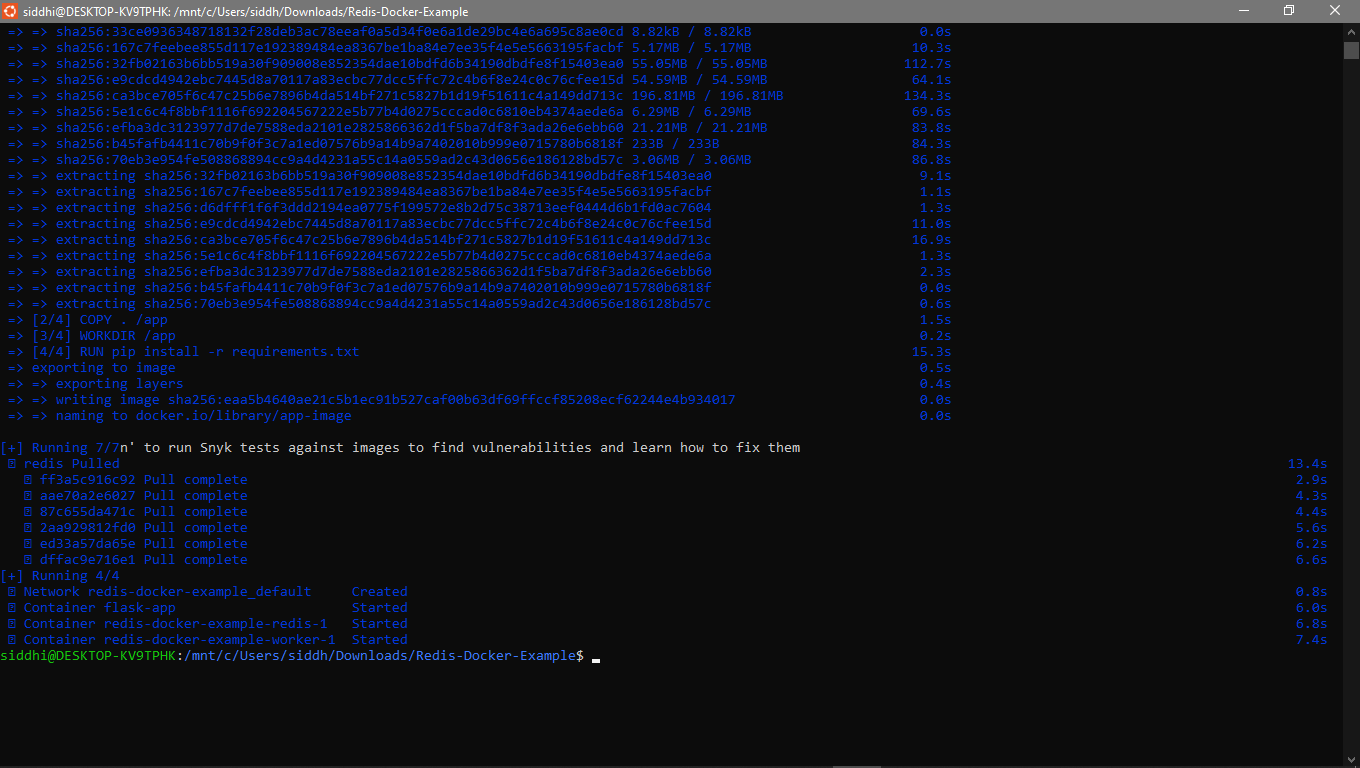 siddhi@DESKTOP-KV9TPHK: /mnt/c/Users/siddh/Downloads/Redis-Docker-Example
=> => sha256:33ce0936348718132f28deb3ac78eeaf0a5d34f0e6a1de29bc4e6a695c8ae0cd 8.82kB / 8.82kB 0.0s
=> => sha256:167c7feebee855d117e192389484ea8367be1ba84e7ee35f4e5e5663195facbf 5.17MB / 5.17MB 10.3s
=> => sha256:32fb02163b6bb519a30f909008e852354dae10bdfd6b34190dbdfe8f15403ea0 55.05MB / 55.05MB 112.7s
=> => sha256:e9cdcd4942ebc7445d8a70117a83ecbc77dcc5ffc72c4b6f8e24c0c76cfee15d 54.59MB / 54.59MB 64.1s
=> => sha256:ca3bce705f6c47c25b6e7896b4da514bf271c5827b1d19f51611c4a149dd713c 196.81MB / 196.81MB 134.3s
=> => sha256:5e1c6c4f8bbf1116f692204567222e5b77b4d0275cccad0c6810eb4374aede6a 6.29MB / 6.29MB 69.6s
=> => sha256:efba3dc3123977d7de7588eda2101e2825866362d1f5ba7df8f3ada26e6ebb60 21.21MB / 21.21MB 83.8s
=> => sha256:b45fafb4411c70b9f0f3c7a1ed07576b9a14b9a7402010b999e0715780b6818f 233B / 233B 84.3s
=> => sha256:70eb3e954fe508868894cc9a4d4231a55c14a0559ad2c43d0656e186128bd57c 3.06MB / 3.06MB 86.8s
=> => extracting sha256:32fb02163b6bb519a30f909008e852354dae10bdfd6b34190dbdfe8f15403ea0 9.1s
=> => extracting sha256:167c7feebee855d117e192389484ea8367be1ba84e7ee35f4e5e5663195facbf 1.1s
=> => extracting sha256:d6dfff1f6f3ddd2194ea0775f199572e8b2d75c38713eef0444d6b1fd0ac7604 1.3s
=> => extracting sha256:e9cdcd4942ebc7445d8a70117a83ecbc77dcc5ffc72c4b6f8e24c0c76cfee15d 11.0s
=> => extracting sha256:ca3bce705f6c47c25b6e7896b4da514bf271c5827b1d19f51611c4a149dd713c 16.9s
=> => extracting sha256:5e1c6c4f8bbf1116f692204567222e5b77b4d0275cccad0c6810eb4374aede6a 1.3s
=> => extracting sha256:efba3dc3123977d7de7588eda2101e2825866362d1f5ba7df8f3ada26e6ebb60 2.3s
=> => extracting sha256:b45fafb4411c70b9f0f3c7a1ed07576b9a14b9a7402010b999e0715780b6818f 0.0s
=> => extracting sha256:70eb3e954fe508868894cc9a4d4231a55c14a0559ad2c43d0656e186128bd57c 0.6s
=> [2/4] COPY . /app 1.5s
=> [3/4] WORKDIR /app 0.2s
=> [4/4] RUN pip install -r requirements.txt 15.3s
=> exporting to image 0.5s
=> => exporting layers 0.4s
=> => writing image sha256:eaa5b4640ae21c5b1ec91b527caf00b63df69ffccf85208ecf62244e4b934017 0.0s
=> => naming to docker.io/library/app-image 0.0s
[+] Running 7/7n' to run Snyk tests against images to find vulnerabilities and learn how to fix them
redis Pulled 13.4s
ff3a5c916c92 Pull complete 2.9s
aae70a2e6027 Pull complete 4.3s
87c655da471c Pull complete 4.4s
2aa929812fd0 Pull complete 5.6s
ed33a57da65e Pull complete 6.2s
dffac9e716e1 Pull complete 6.6s
[+] Running 4/4
Network redis-docker-example_default Created 0.8s
Container flask-app Started 6.0s
Container redis-docker-example-redis-1 Started 6.8s
Container redis-docker-example-worker-1 Started 7.4s
siddhi@DESKTOP-KV9TPHK:/mnt/c/Users/siddh/Downloads/Redis-Docker-Example$